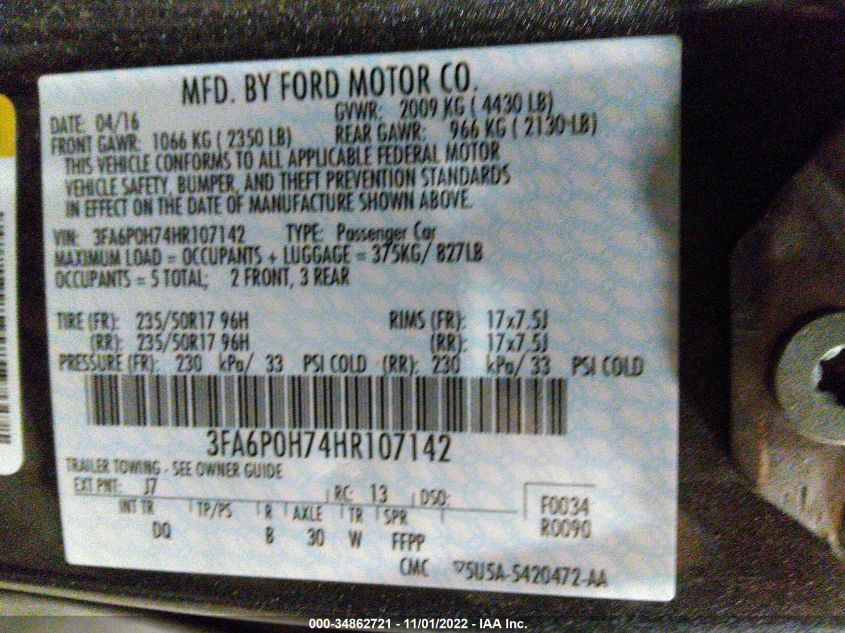 MFD. BY FORD MOTOR CO.
DATE: 04/16 GVWR: 2009 KG ( 4430 LB)
FRONT GAWR: 1066 KG ( 2350 LB) REAR GAWR: 966 KG ( 2130 LB)
THIS VEHICLE CONFORMS TO ALL APPLICABLE FEDERAL MOTOR
VEHICLE SAFETY, BUMPER, AND THEFT PREVENTION STANDARDS
IN EFFECT ON THE DATE OF MANUFACTURE SHOWN ABOVE.
VIN: 3FA6P0H74HR107142 TYPE: Passenger Car
MAXIMUM LOAD = OCCUPANTS + LUGGAGE = 375KG/ 827LB
OCCUPANTS = 5 TOTAL; 2 FRONT, 3 REAR
TIRE (FR): 235/50R17 96H RIMS (FR): 17x7.5J
(RR): 235/50R17 96H (RR): 17x7.5J
PRESSURE (FR): 230 kPa/ 33 PSI COLD (RR): 230 kPa/ 33 PSI COLD
3FA6P0H74HR107142
TRAILER TOWING - SEE OWNER GUIDE
EXT PNT: J7 RC: 13 DSO: F0034
INT TR TP/PS R AXLE TR SPR R0090
DQ B 30 W FFPP
CMC 5U5A-5420472-AA
000-34862721 - 11/01/2022 - IAA Inc.